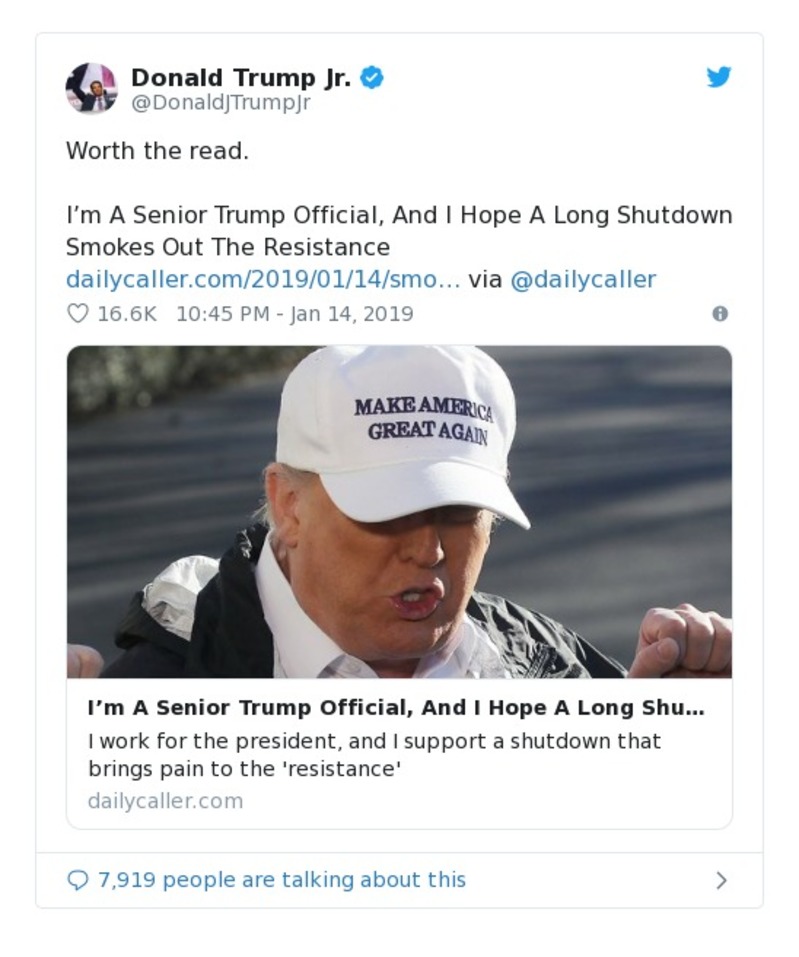 Donald Trump Jr.
@DonaldJTrumpJr
Worth the read.
I’m A Senior Trump Official, And I Hope A Long Shutdown
Smokes Out The Resistance
dailycaller.com/2019/01/14/smo… via @dailycaller
16.6K 10:45 PM - Jan 14, 2019
MAKE AMERICA
GREAT AGAIN
I’m A Senior Trump Official, And I Hope A Long Shu…
I work for the president, and I support a shutdown that
brings pain to the 'resistance'
dailycaller.com
7,919 people are talking about this